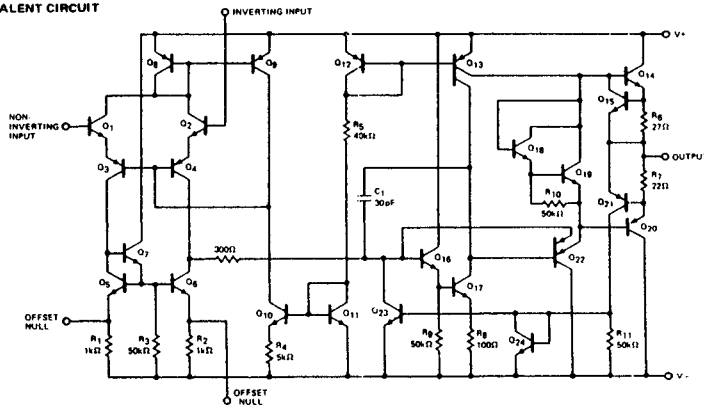 ALENT CIRCUIT
INVERTING INPUT
V+
Q8
Q9
Q12
Q13
Q14
Q15
NON-
INVERTING
INPUT
Q1
Q2
R5
40kΩ
R6
27Ω
Q18
OUTPUT
Q3
Q4
Q19
R7
22Ω
C1
30pF
R10
50kΩ
Q21
Q20
Q7
300Ω
Q16
Q22
Q5
Q6
Q17
OFFSET
NULL
Q10
Q11
Q23
Q24
R1
1kΩ
R3
50kΩ
R2
1kΩ
R4
5kΩ
R9
50kΩ
R8
100Ω
R11
50kΩ
V-
OFFSET
NULL